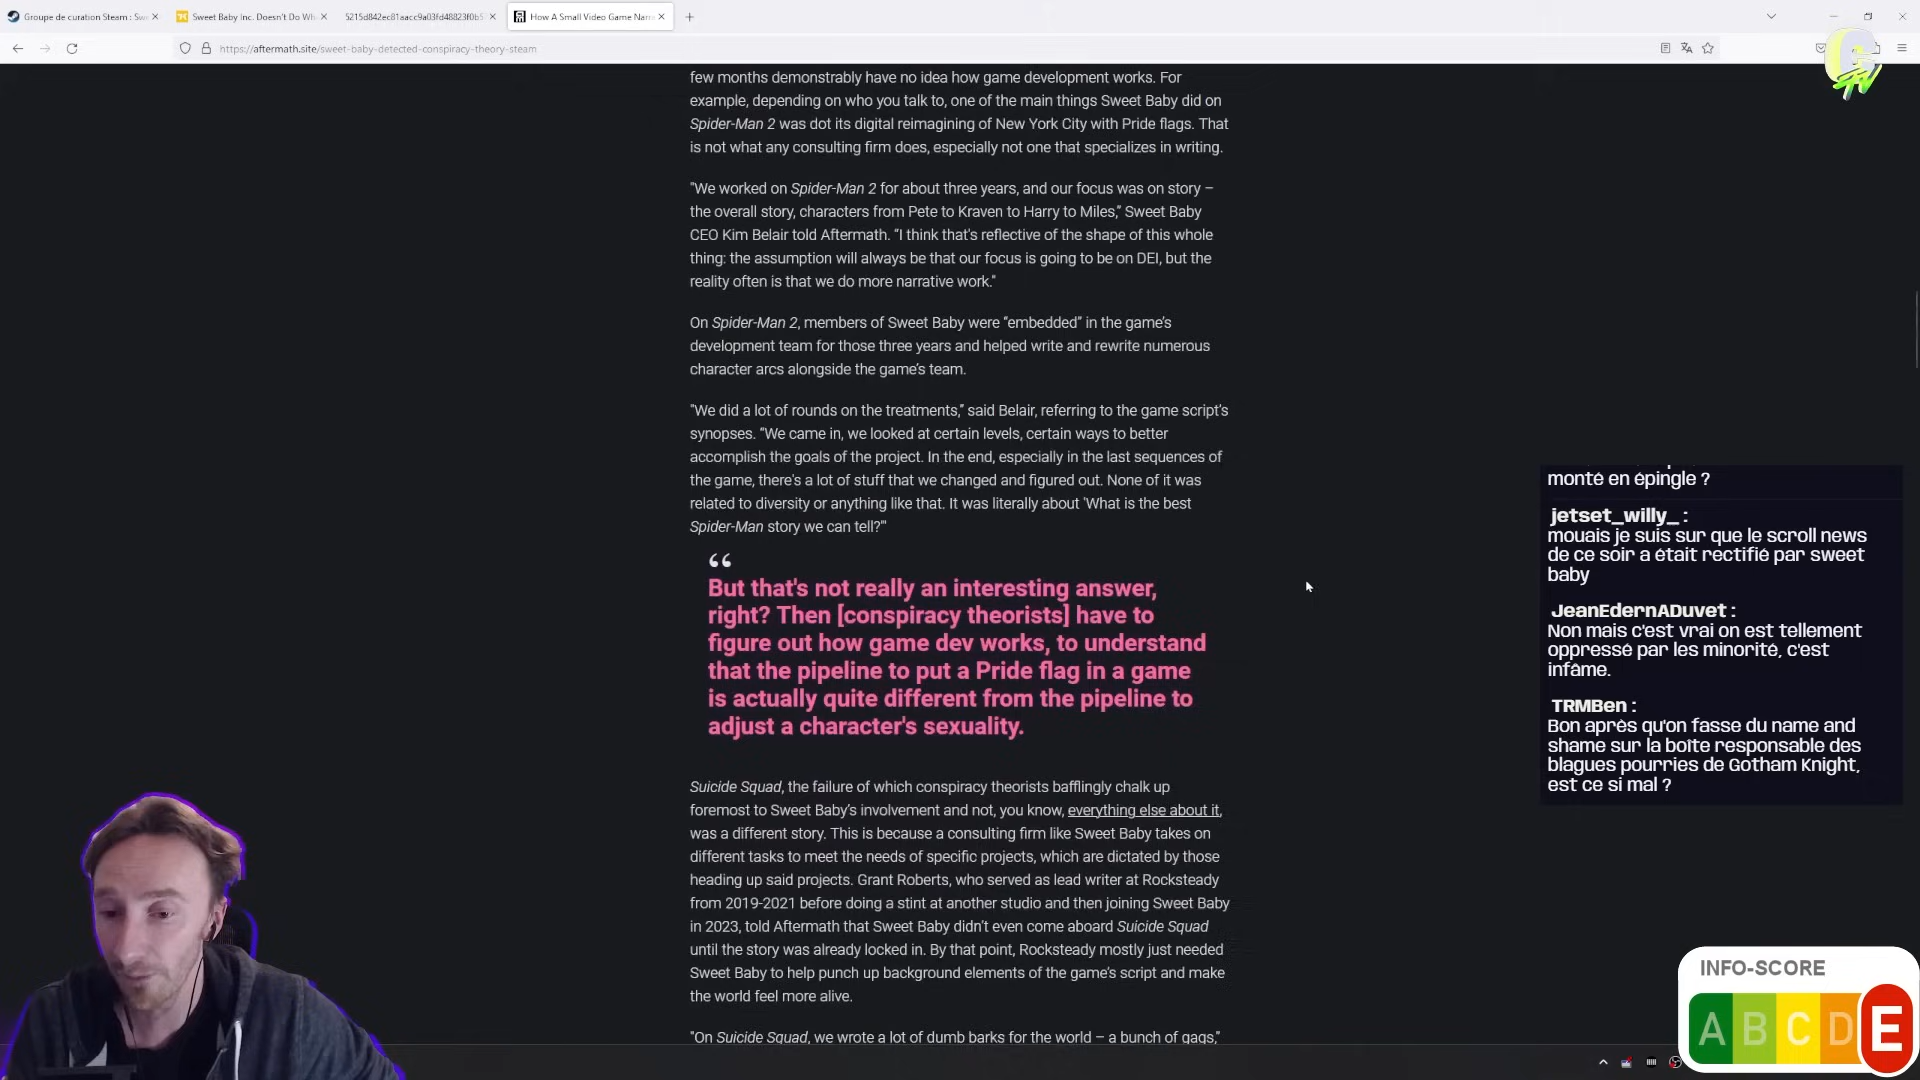 Groupe de curation Steam : Swe
Sweet Baby Inc. Doesn't Do Wh
5215d842ec81aacc9a03fd48823f0b5
How A Small Video Game Narr
https://aftermath.site/sweet-baby-detected-conspiracy-theory-steam
few months demonstrably have no idea how game development works. For
example, depending on who you talk to, one of the main things Sweet Baby did on
Spider-Man 2 was dot its digital reimagining of New York City with Pride flags. That
is not what any consulting firm does, especially not one that specializes in writing.
"We worked on Spider-Man 2 for about three years, and our focus was on story –
the overall story, characters from Pete to Kraven to Harry to Miles,” Sweet Baby
CEO Kim Belair told Aftermath. “I think that's reflective of the shape of this whole
thing: the assumption will always be that our focus is going to be on DEI, but the
reality often is that we do more narrative work."
On Spider-Man 2, members of Sweet Baby were “embedded” in the game’s
development team for those three years and helped write and rewrite numerous
character arcs alongside the game’s team.
"We did a lot of rounds on the treatments,” said Belair, referring to the game script’s
synopses. “We came in, we looked at certain levels, certain ways to better
accomplish the goals of the project. In the end, especially in the last sequences of
the game, there's a lot of stuff that we changed and figured out. None of it was
related to diversity or anything like that. It was literally about 'What is the best
Spider-Man story we can tell?'"
“
But that's not really an interesting answer,
right? Then [conspiracy theorists] have to
figure out how game dev works, to understand
that the pipeline to put a Pride flag in a game
is actually quite different from the pipeline to
adjust a character's sexuality.
Suicide Squad, the failure of which conspiracy theorists bafflingly chalk up
foremost to Sweet Baby’s involvement and not, you know, everything else about it,
was a different story. This is because a consulting firm like Sweet Baby takes on
different tasks to meet the needs of specific projects, which are dictated by those
heading up said projects. Grant Roberts, who served as lead writer at Rocksteady
from 2019-2021 before doing a stint at another studio and then joining Sweet Baby
in 2023, told Aftermath that Sweet Baby didn’t even come aboard Suicide Squad
until the story was already locked in. By that point, Rocksteady mostly just needed
Sweet Baby to help punch up background elements of the game’s script and make
the world feel more alive.
"On Suicide Squad, we wrote a lot of dumb barks for the world – a bunch of gags,"
monté en épingle ?
jetset_willy_ :
mouais je suis sur que le scroll news
de ce soir a était rectifié par sweet
baby
JeanEdernADuvet :
Non mais c'est vrai on est tellement
oppressé par les minorité, c'est
infâme.
TRMBen :
Bon après qu'on fasse du name and
shame sur la boîte responsable des
blagues pourries de Gotham Knight,
est ce si mal ?
INFO-SCORE
A B C D E